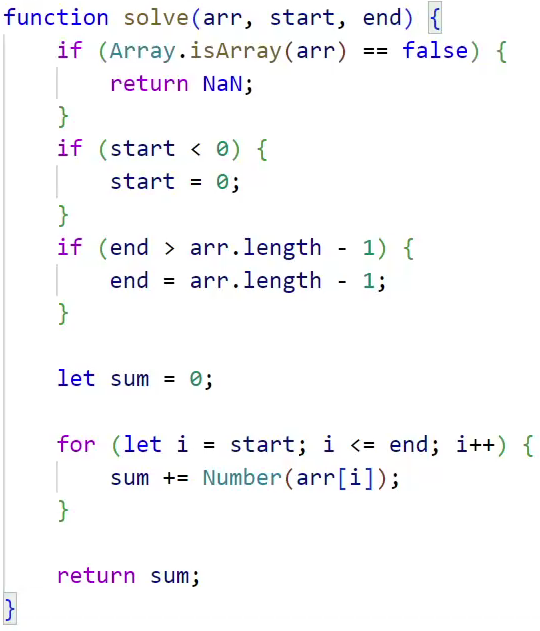 function solve(arr, start, end) {
    if (Array.isArray(arr) == false) {
        return NaN;
    }
    if (start < 0) {
        start = 0;
    }
    if (end > arr.length - 1) {
        end = arr.length - 1;
    }

    let sum = 0;

    for (let i = start; i <= end; i++) {
        sum += Number(arr[i]);
    }

    return sum;
}